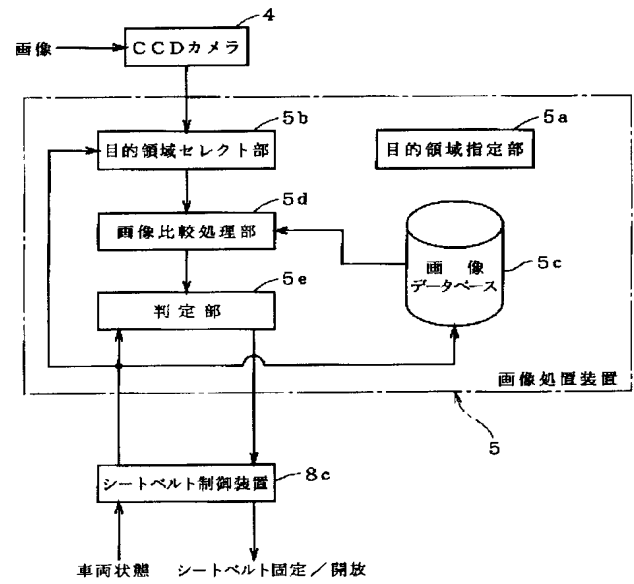 4
画像
CCDカメラ
5b
5a
目的領域セレクト部
目的領域指定部
5d
画像比較処理部
5c
画像
データベース
5e
判定部
画像処置装置
5
8c
シートベルト制御装置
車両状態
シートベルト固定／開放